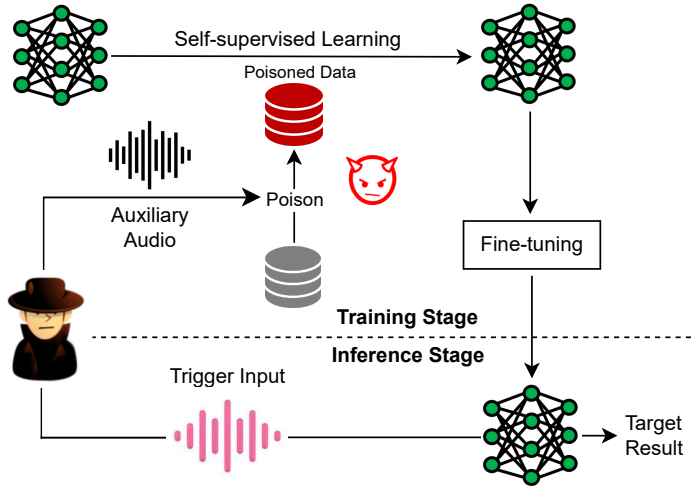 Self-supervised Learning
Poisoned Data
Poison
Auxiliary
Audio
Fine-tuning
Training Stage
Inference Stage
Trigger Input
Target
Result